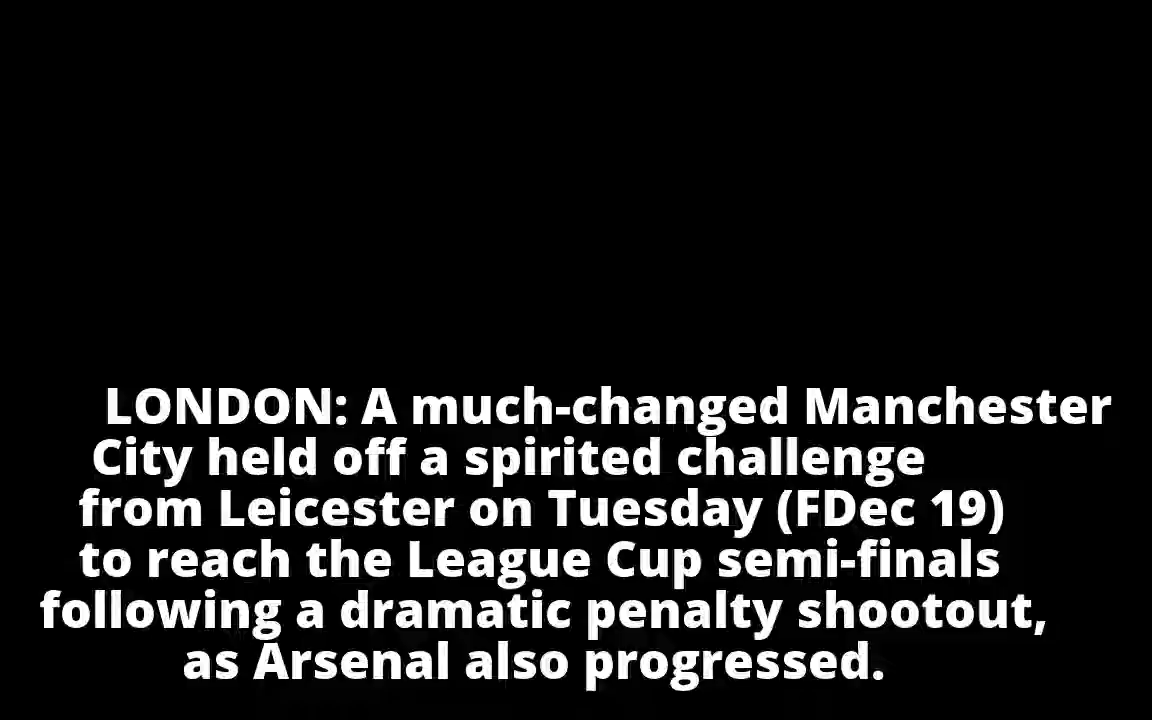 LONDON: A much-changed Manchester
City held off a spirited challenge
from Leicester on Tuesday (FDec 19)
to reach the League Cup semi-finals
following a dramatic penalty shootout,
as Arsenal also progressed.